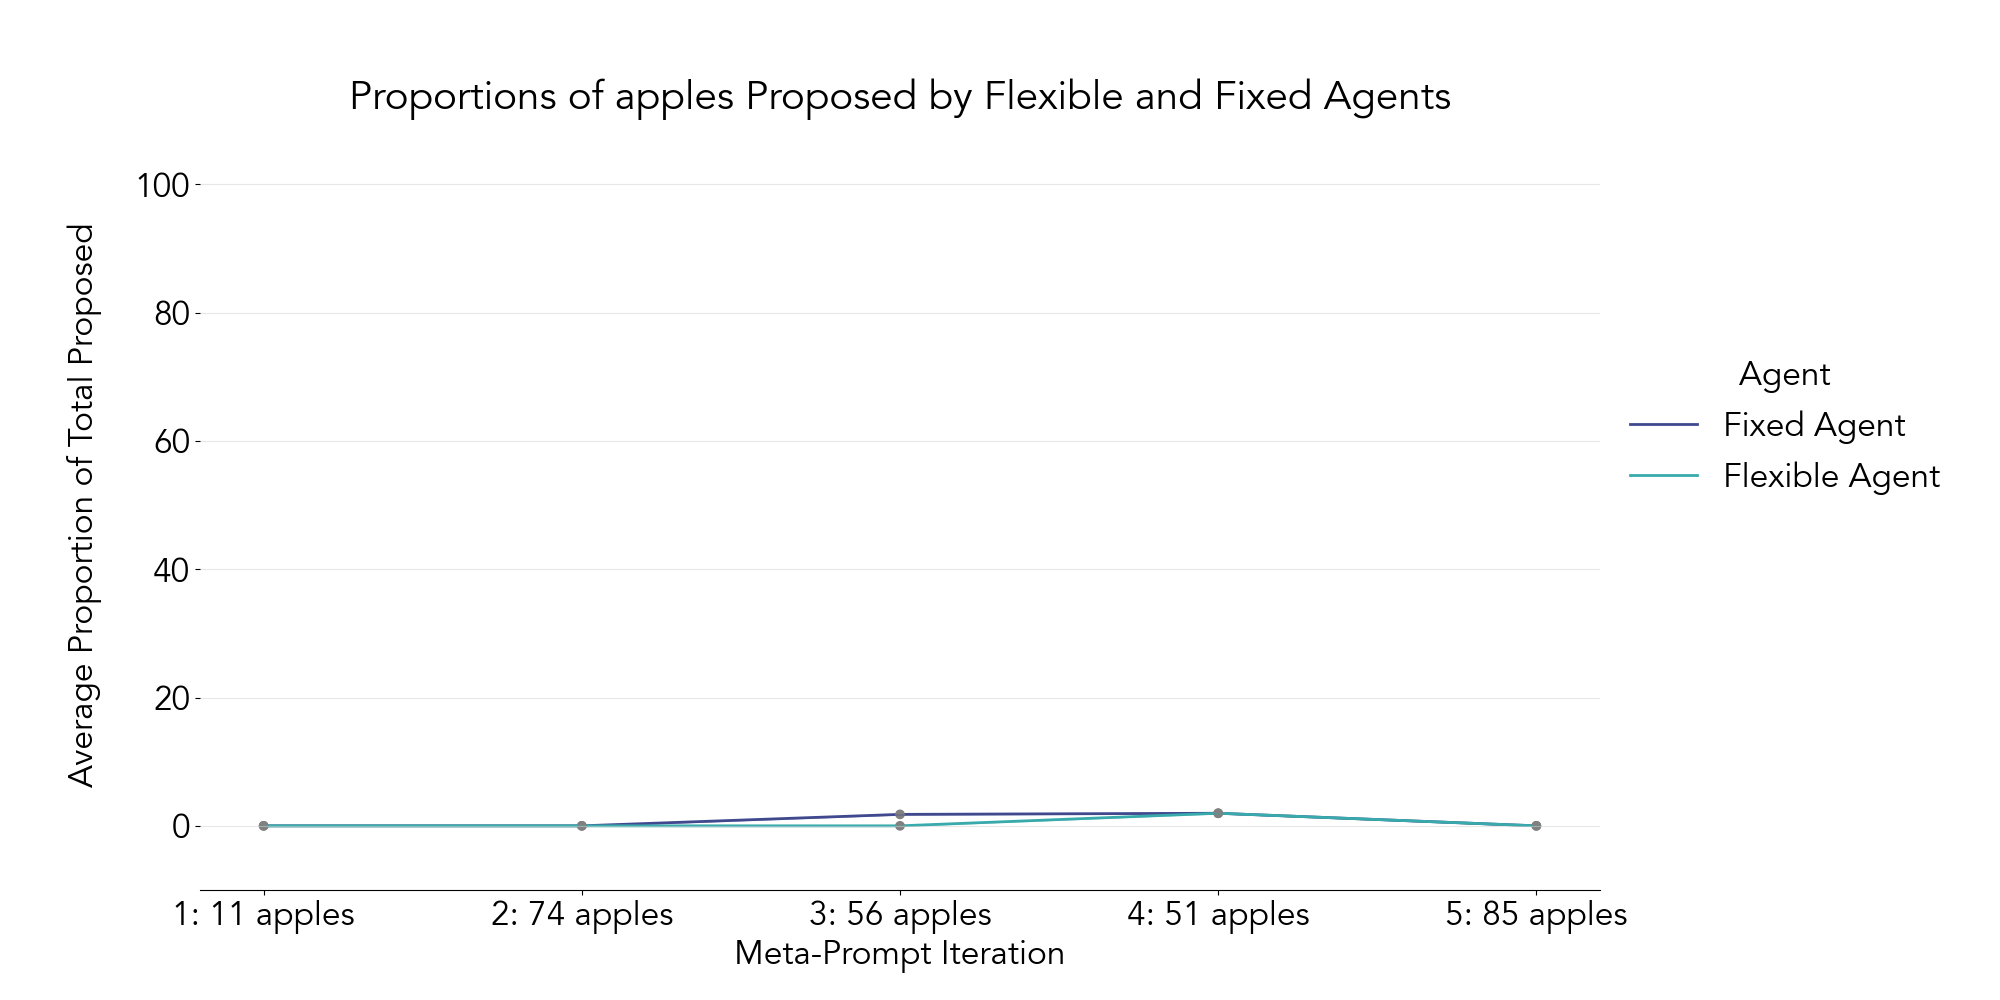 Proportions of apples Proposed by Flexible and Fixed Agents
Average Proportion of Total Proposed
100
80
60
40
20
0
1: 11 apples
2: 74 apples
3: 56 apples
4: 51 apples
5: 85 apples
Meta-Prompt Iteration
Agent
Fixed Agent
Flexible Agent